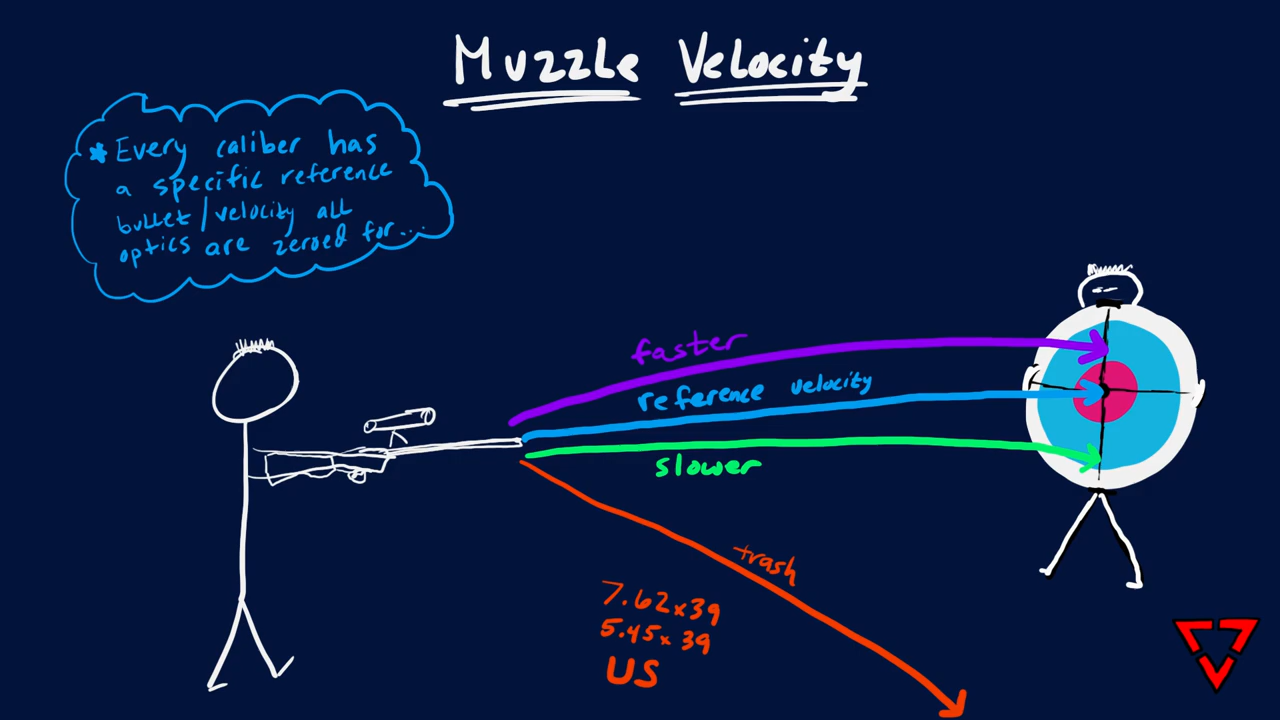 Muzzle Velocity
* Every caliber has
a specific reference
bullet/velocity all
optics are zeroed for...
faster
reference velocity
slower
trash
7.62x39
5.45x39
US